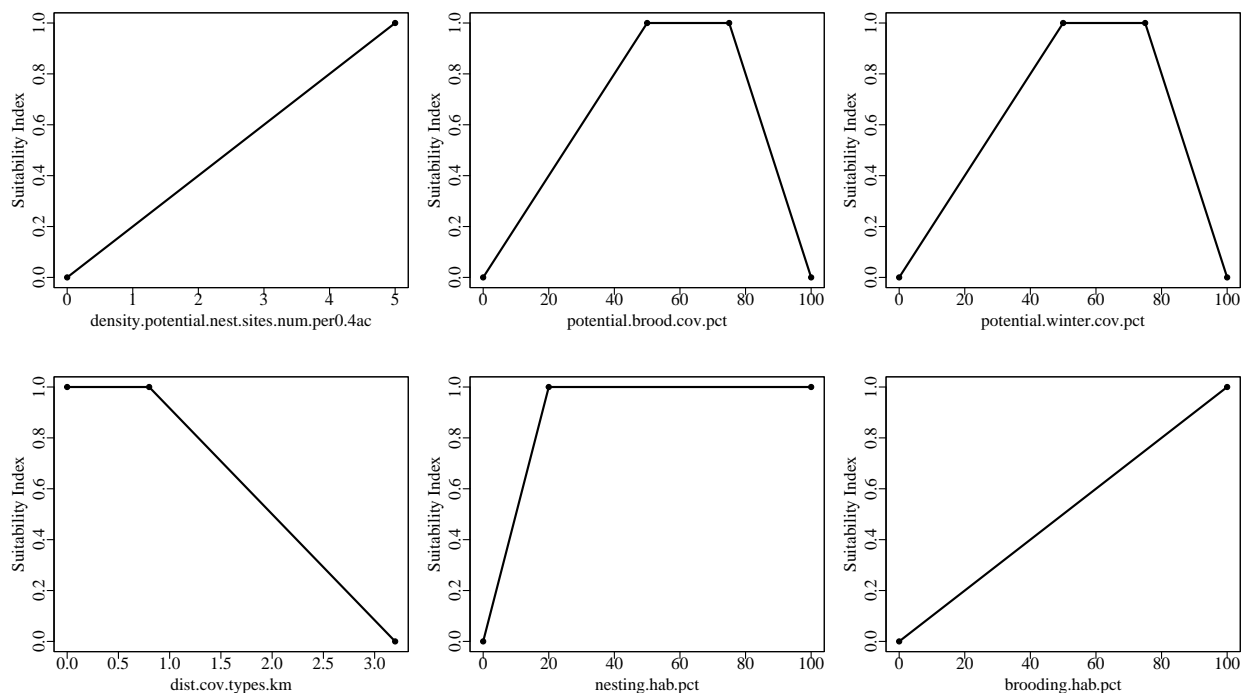 Suitability Index
0.0 0.2 0.4 0.6 0.8 1.0
0 1 2 3 4 5
density.potential.nest.sites.num.per0.4ac
Suitability Index
0.0 0.2 0.4 0.6 0.8 1.0
0 20 40 60 80 100
potential.brood.cov.pct
Suitability Index
0.0 0.2 0.4 0.6 0.8 1.0
0 20 40 60 80 100
potential.winter.cov.pct
Suitability Index
0.0 0.2 0.4 0.6 0.8 1.0
0.0 0.5 1.0 1.5 2.0 2.5 3.0
dist.cov.types.km
Suitability Index
0.0 0.2 0.4 0.6 0.8 1.0
0 20 40 60 80 100
nesting.hab.pct
Suitability Index
0.0 0.2 0.4 0.6 0.8 1.0
0 20 40 60 80 100
brooding.hab.pct